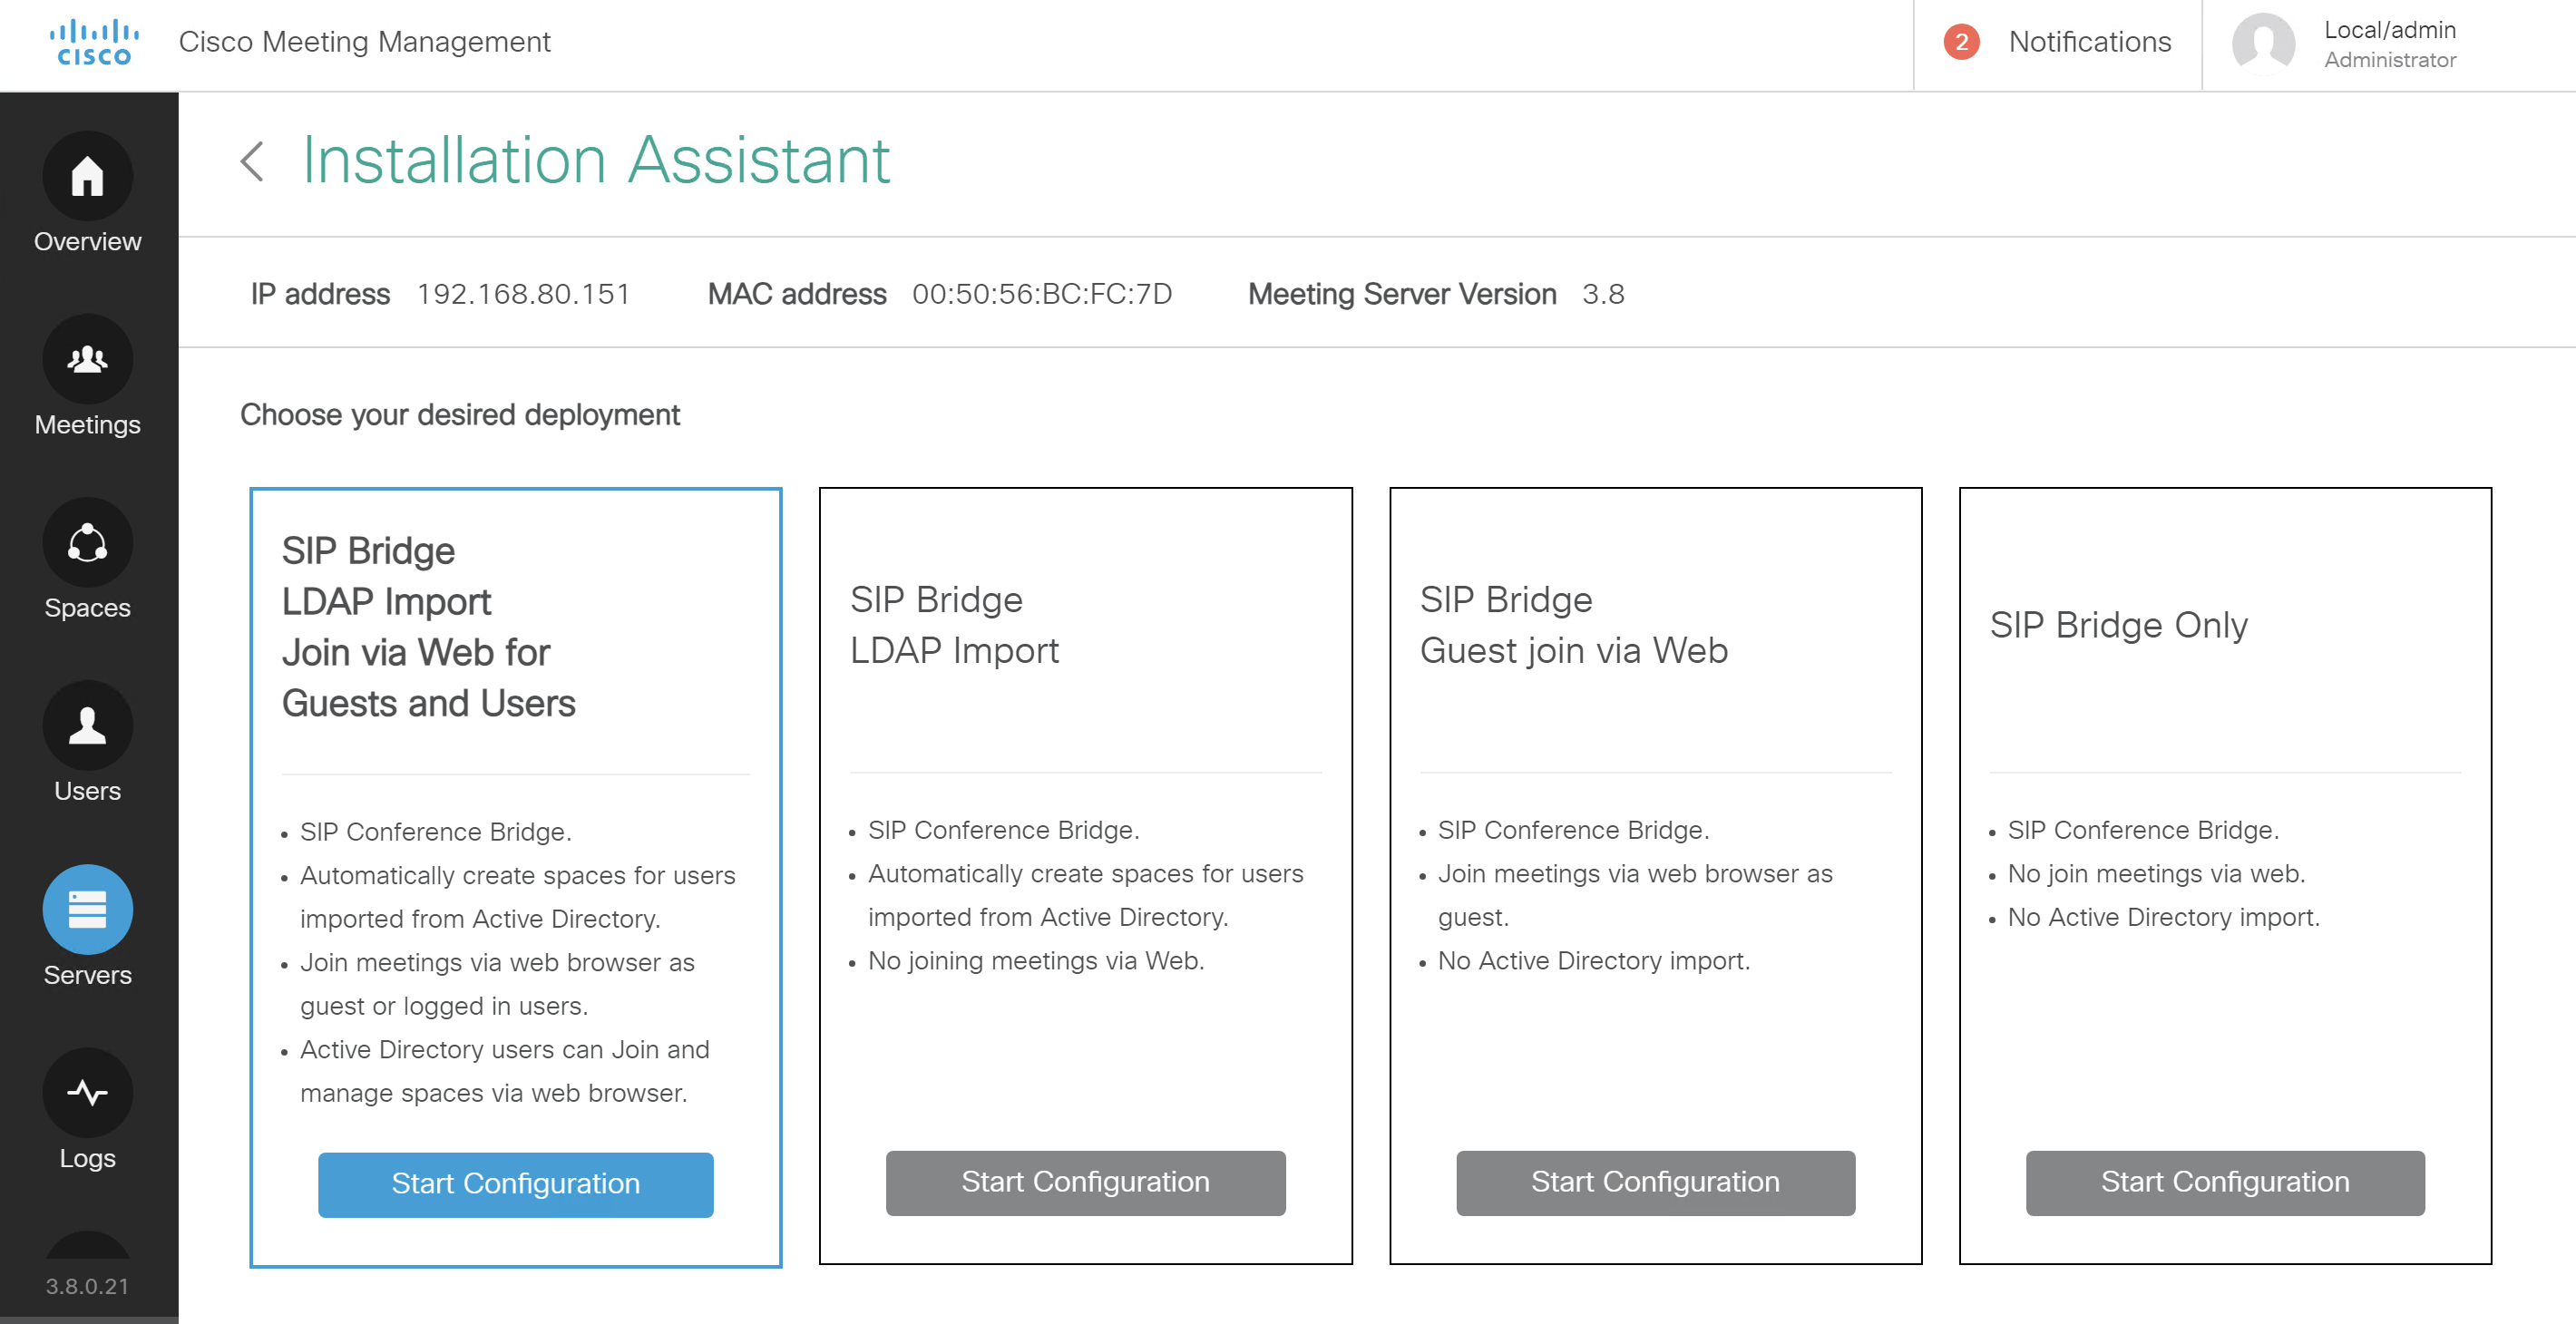 CISCO
Cisco Meeting Management
2
Notifications
Local/admin
Administrator
Overview
Meetings
Spaces
Users
Servers
Logs
3.8.0.21
Installation Assistant
IP address 192.168.80.151
MAC address 00:50:56:BC:FC:7D
Meeting Server Version 3.8
Choose your desired deployment
SIP Bridge
LDAP Import
Join via Web for
Guests and Users
• SIP Conference Bridge.
• Automatically create spaces for users
imported from Active Directory.
• Join meetings via web browser as
guest or logged in users.
• Active Directory users can Join and
manage spaces via web browser.
Start Configuration
SIP Bridge
LDAP Import
• SIP Conference Bridge.
• Automatically create spaces for users
imported from Active Directory.
• No joining meetings via Web.
Start Configuration
SIP Bridge
Guest join via Web
• SIP Conference Bridge.
• Join meetings via web browser as
guest.
• No Active Directory import.
Start Configuration
SIP Bridge Only
• SIP Conference Bridge.
• No join meetings via web.
• No Active Directory import.
Start Configuration